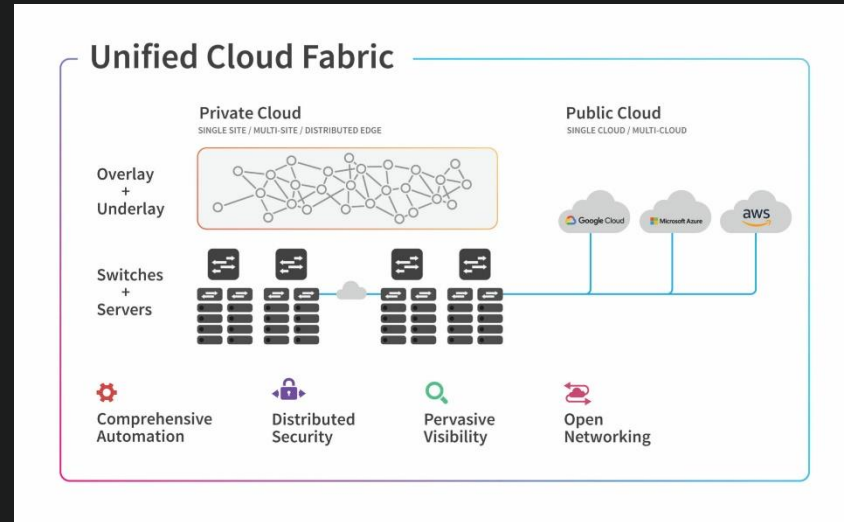 Unified Cloud Fabric
Private Cloud
SINGLE SITE / MULTI-SITE / DISTRIBUTED EDGE
Public Cloud
SINGLE CLOUD / MULTI-CLOUD
Overlay
+
Underlay
Google Cloud
Microsoft Azure
aws
Switches
+
Servers
Comprehensive
Automation
Distributed
Security
Pervasive
Visibility
Open
Networking